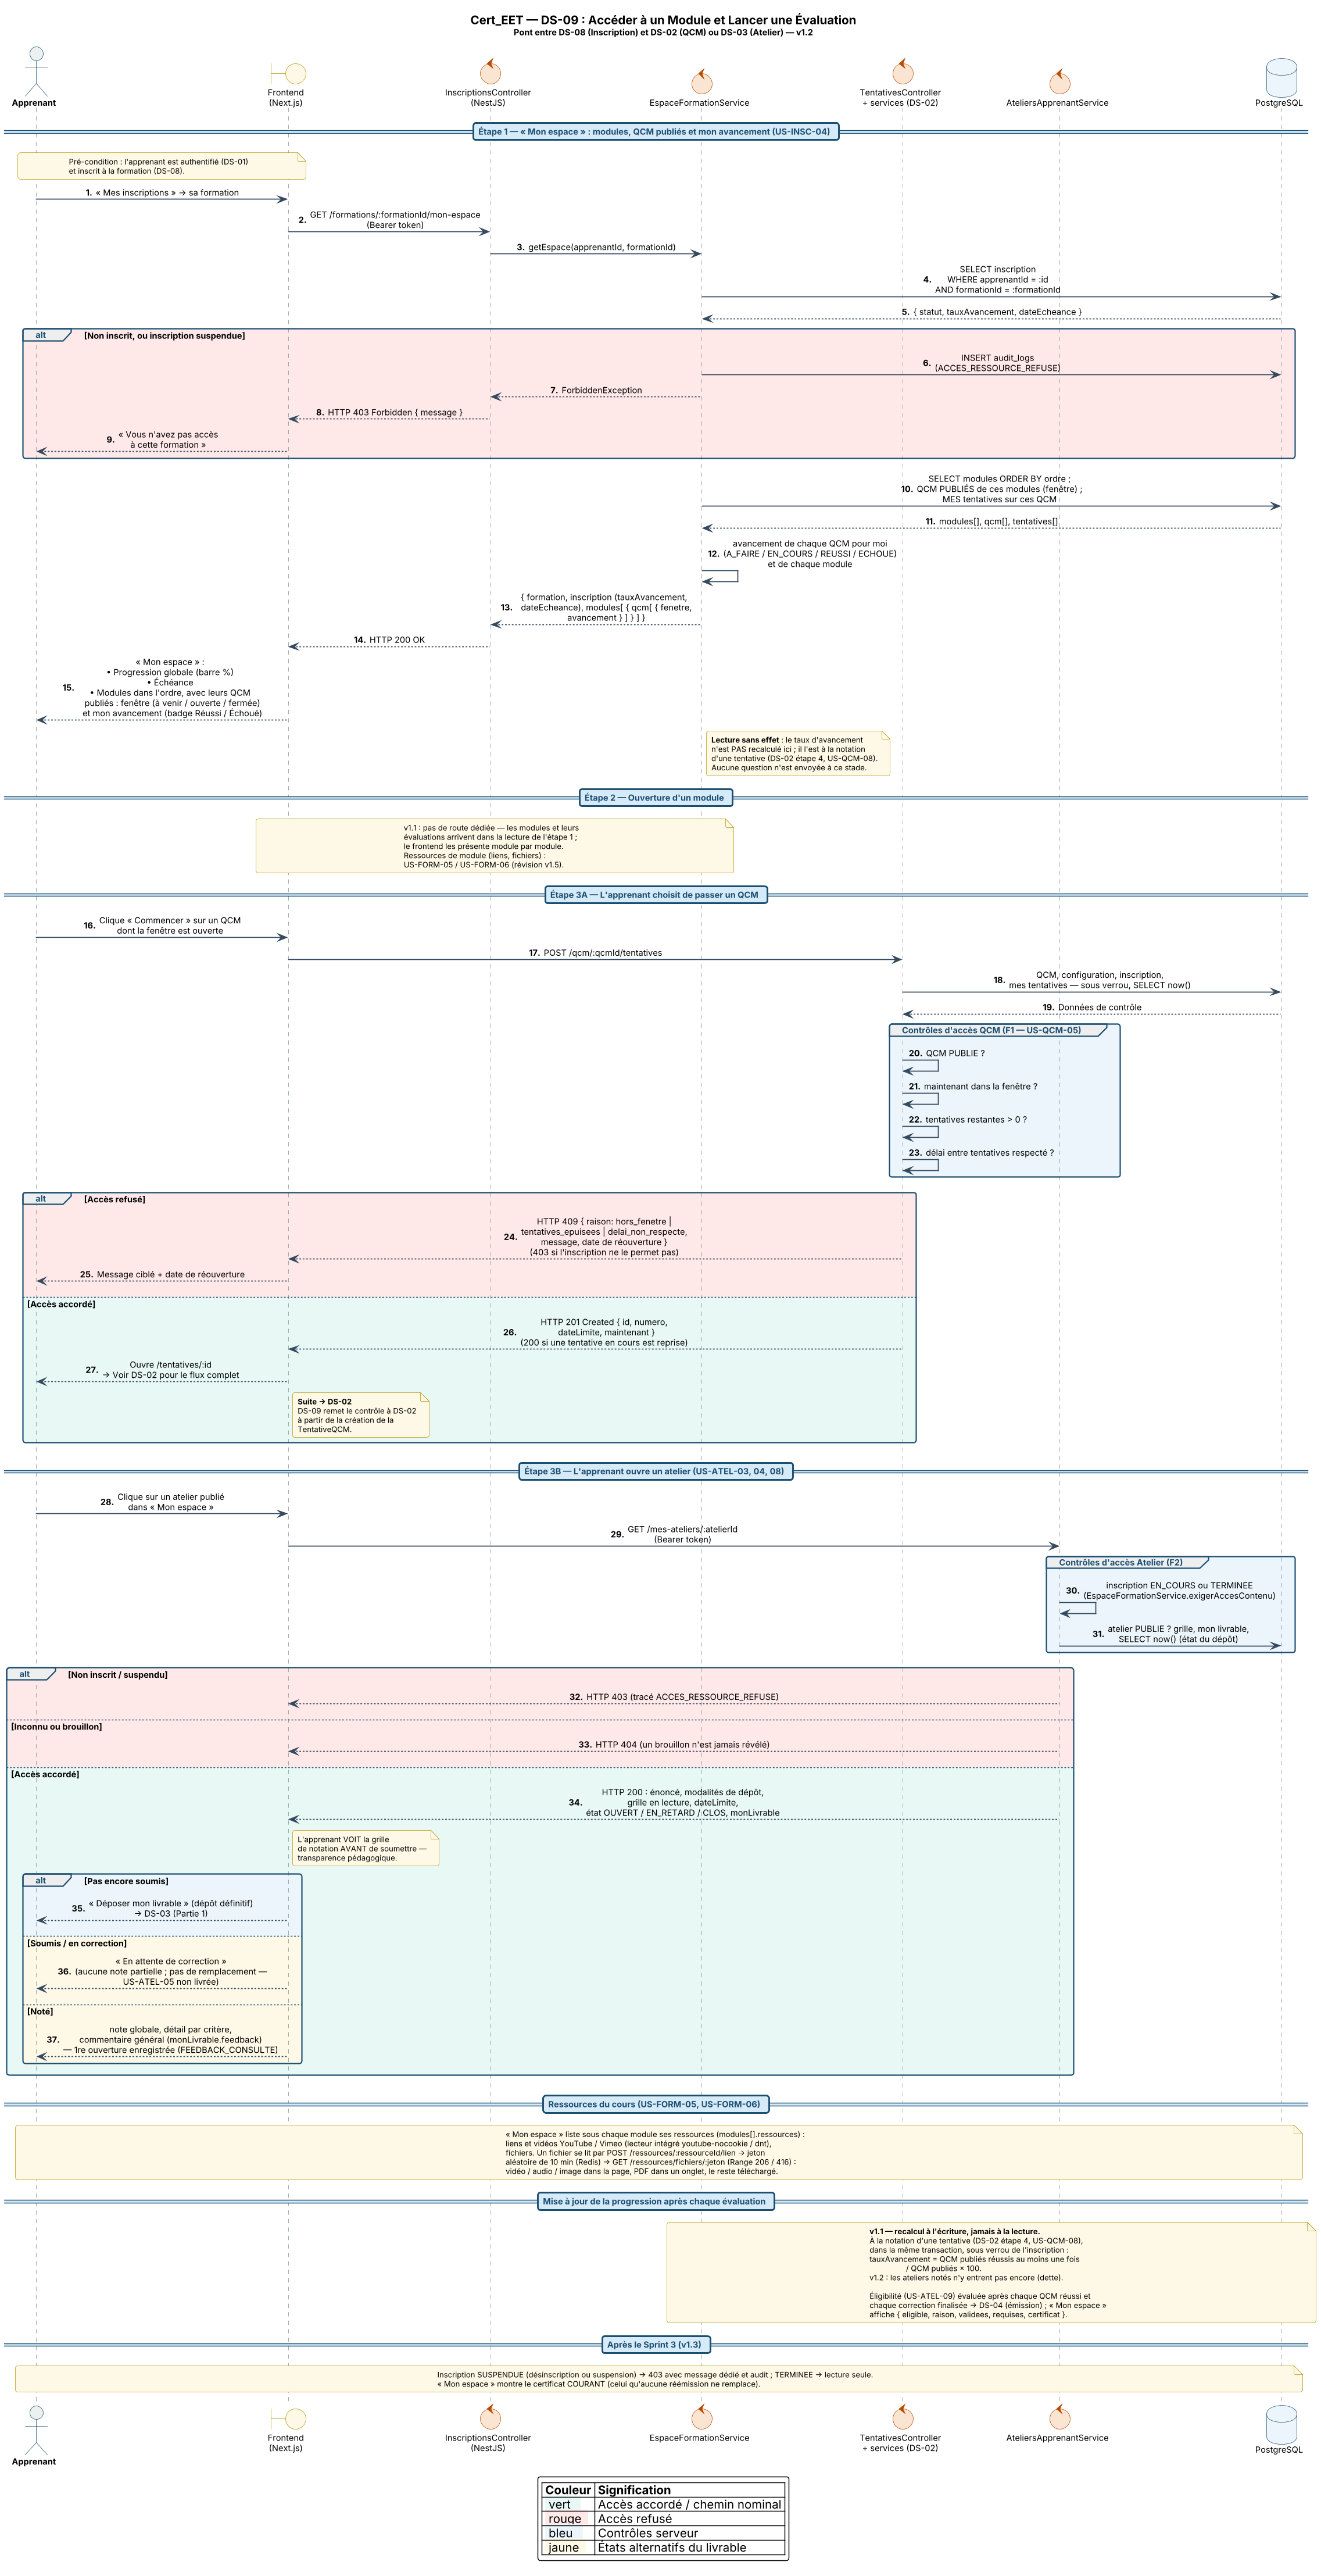 Cert_EET — DS-09 : Accéder à un Module et Lancer une Évaluation
Pont entre DS-08 (Inscription) et DS-02 (QCM) ou DS-03 (Atelier) — v1.2
Apprenant
Frontend
(Next.js)
InscriptionsController
(NestJS)
EspaceFormationService
TentativesController
+ services (DS-02)
AteliersApprenantService
PostgreSQL
Étape 1 — « Mon espace » : modules, QCM publiés et mon avancement (US-INSC-04)
Pré-condition : l'apprenant est authentifié (DS-01)
et inscrit à la formation (DS-08).
1. « Mes inscriptions » → sa formation
2. GET /formations/:formationId/mon-espace
(Bearer token)
3. getEspace(apprenantId, formationId)
SELECT inscription
4. WHERE apprenantId = :id
AND formationId = :formationId
5. { statut, tauxAvancement, dateEcheance }
alt [Non inscrit, ou inscription suspendue]
6. INSERT audit_logs
(ACCES_RESSOURCE_REFUSE)
7. ForbiddenException
8. HTTP 403 Forbidden { message }
9. « Vous n'avez pas accès
à cette formation »
SELECT modules ORDER BY ordre ;
10. QCM PUBLIÉS de ces modules (fenêtre) ;
MES tentatives sur ces QCM
11. modules[], qcm[], tentatives[]
avancement de chaque QCM pour moi
12. (A_FAIRE / EN_COURS / REUSSI / ECHOUE)
et de chaque module
{ formation, inscription (tauxAvancement,
13. dateEcheance), modules[ { qcm[ { fenetre,
avancement } ] } ] }
14. HTTP 200 OK
« Mon espace » :
• Progression globale (barre %)
• Échéance
15. • Modules dans l'ordre, avec leurs QCM
publiés : fenêtre (à venir / ouverte / fermée)
et mon avancement (badge Réussi / Échoué)
Lecture sans effet : le taux d'avancement
n'est PAS recalculé ici ; il l'est à la notation
d'une tentative (DS-02 étape 4, US-QCM-08).
Aucune question n'est envoyée à ce stade.
Étape 2 — Ouverture d'un module
v1.1 : pas de route dédiée — les modules et leurs
évaluations arrivent dans la lecture de l'étape 1 ;
le frontend les présente module par module.
Ressources de module (liens, fichiers) :
US-FORM-05 / US-FORM-06 (révision v1.5).
Étape 3A — L'apprenant choisit de passer un QCM
16. Clique « Commencer » sur un QCM
dont la fenêtre est ouverte
17. POST /qcm/:qcmId/tentatives
18. QCM, configuration, inscription,
mes tentatives — sous verrou, SELECT now()
19. Données de contrôle
Contrôles d'accès QCM (F1 — US-QCM-05)
20. QCM PUBLIE ?
21. maintenant dans la fenêtre ?
22. tentatives restantes > 0 ?
23. délai entre tentatives respecté ?
alt [Accès refusé]
HTTP 409 { raison: hors_fenetre |
24. tentatives_epuisees | delai_non_respecte,
message, date de réouverture }
(403 si l'inscription ne le permet pas)
25. Message ciblé + date de réouverture
[Accès accordé]
HTTP 201 Created { id, numero,
26. dateLimite, maintenant }
(200 si une tentative en cours est reprise)
27. Ouvre /tentatives/:id
→ Voir DS-02 pour le flux complet
Suite → DS-02
DS-09 remet le contrôle à DS-02
à partir de la création de la
TentativeQCM.
Étape 3B — L'apprenant ouvre un atelier (US-ATEL-03, 04, 08)
28. Clique sur un atelier publié
dans « Mon espace »
29. GET /mes-ateliers/:atelierId
(Bearer token)
Contrôles d'accès Atelier (F2)
30. inscription EN_COURS ou TERMINEE
(EspaceFormationService.exigerAccesContenu)
31. atelier PUBLIE ? grille, mon livrable,
SELECT now() (état du dépôt)
alt [Non inscrit / suspendu]
32. HTTP 403 (tracé ACCES_RESSOURCE_REFUSE)
[Inconnu ou brouillon]
33. HTTP 404 (un brouillon n'est jamais révélé)
[Accès accordé]
HTTP 200 : énoncé, modalités de dépôt,
34. grille en lecture, dateLimite,
état OUVERT / EN_RETARD / CLOS, monLivrable
L'apprenant VOIT la grille
de notation AVANT de soumettre —
transparence pédagogique.
alt [Pas encore soumis]
35. « Déposer mon livrable » (dépôt définitif)
→ DS-03 (Partie 1)
[Soumis / en correction]
« En attente de correction »
36. (aucune note partielle ; pas de remplacement —
US-ATEL-05 non livrée)
[Noté]
note globale, détail par critère,
37. commentaire général (monLivrable.feedback)
— 1re ouverture enregistrée (FEEDBACK_CONSULTE)
Ressources du cours (US-FORM-05, US-FORM-06)
« Mon espace » liste sous chaque module ses ressources (modules[].ressources) :
liens et vidéos YouTube / Vimeo (lecteur intégré youtube-nocookie / dnt),
fichiers. Un fichier se lit par POST /ressources/:ressourceId/lien → jeton
aléatoire de 10 min (Redis) → GET /ressources/fichiers/:jeton (Range 206 / 416) :
vidéo / audio / image dans la page, PDF dans un onglet, le reste téléchargé.
Mise à jour de la progression après chaque évaluation
v1.1 — recalcul à l'écriture, jamais à la lecture.
À la notation d'une tentative (DS-02 étape 4, US-QCM-08),
dans la même transaction, sous verrou de l'inscription :
tauxAvancement = QCM publiés réussis au moins une fois
/ QCM publiés × 100.
v1.2 : les ateliers notés n'y entrent pas encore (dette).
Éligibilité (US-ATEL-09) évaluée après chaque QCM réussi et
chaque correction finalisée → DS-04 (émission) ; « Mon espace »
affiche { eligible, raison, validees, requises, certificat }.
Après le Sprint 3 (v1.3)
Inscription SUSPENDUE (désinscription ou suspension) → 403 avec message dédié et audit ; TERMINEE → lecture seule.
« Mon espace » montre le certificat COURANT (celui qu'aucune réémission ne remplace).
Apprenant
Frontend
(Next.js)
InscriptionsController
(NestJS)
EspaceFormationService
TentativesController
+ services (DS-02)
AteliersApprenantService
PostgreSQL
Couleur Signification
vert Accès accordé / chemin nominal
rouge Accès refusé
bleu Contrôles serveur
jaune États alternatifs du livrable